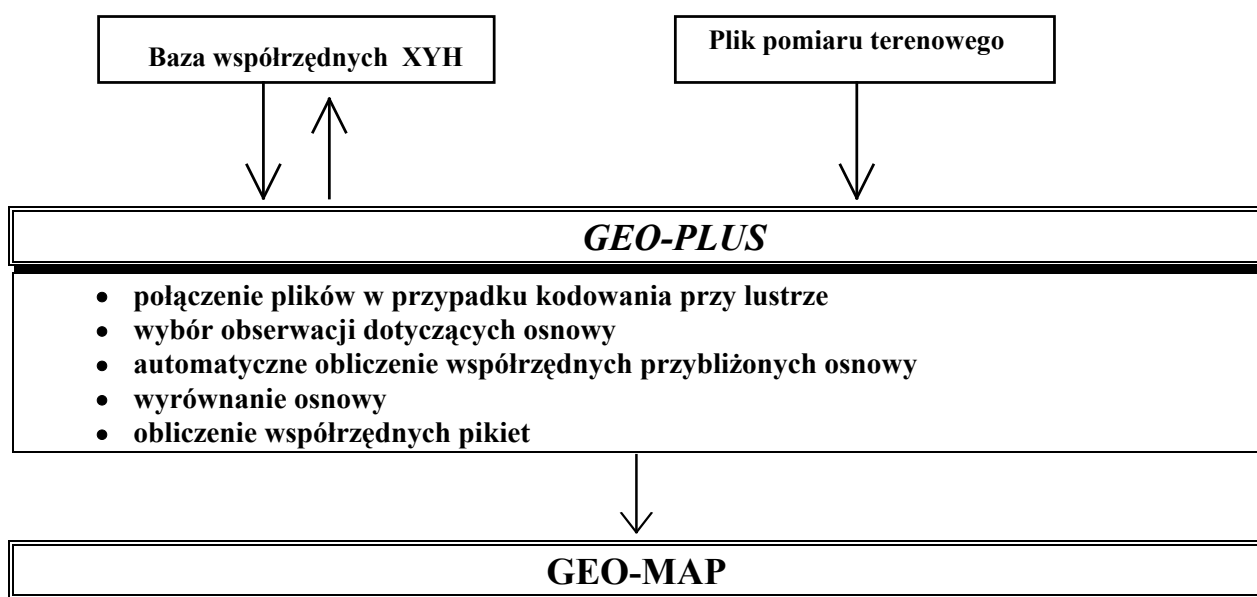 Baza współrzędnych XYH
Plik pomiaru terenowego
GEO-PLUS
• połączenie plików w przypadku kodowania przy lustrze
• wybór obserwacji dotyczących osnowy
• automatyczne obliczenie współrzędnych przybliżonych osnowy
• wyrównanie osnowy
• obliczenie współrzędnych pikiet
GEO-MAP